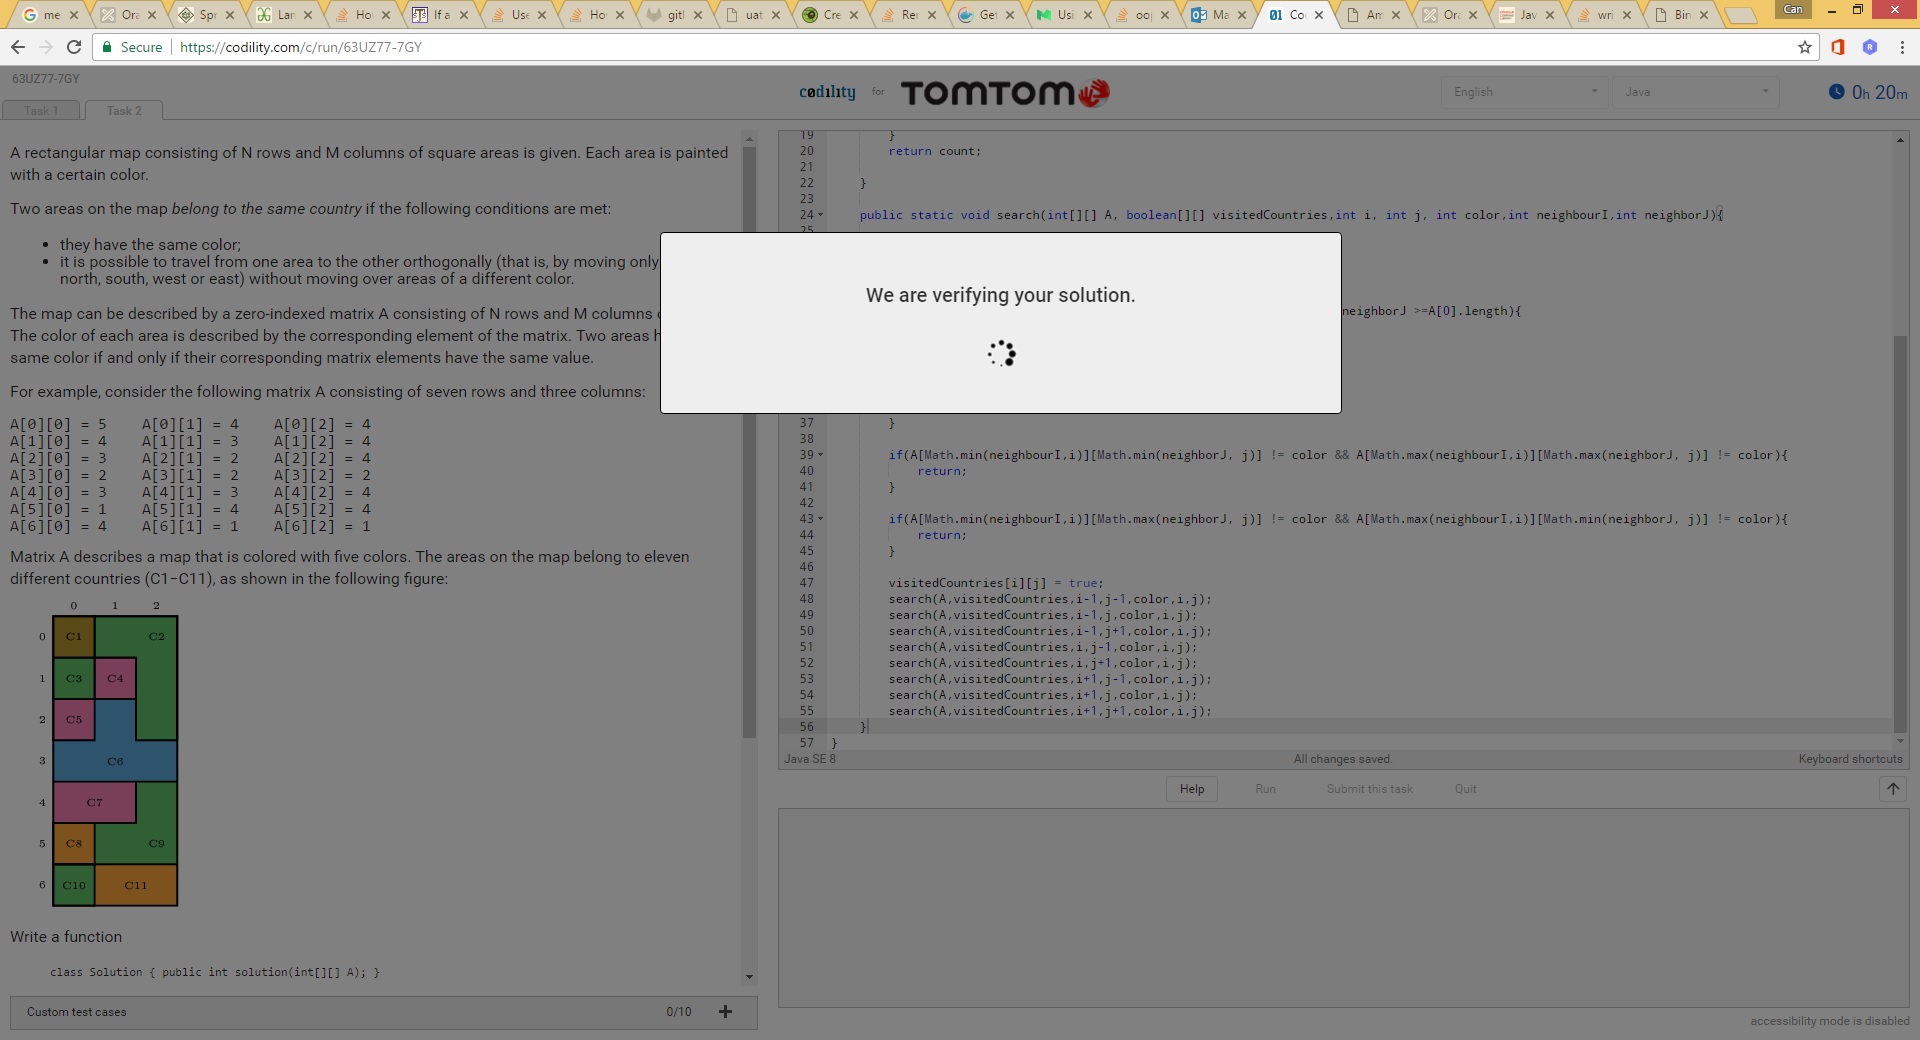 me Ora Spr Lan Ho If a Use Ho gitl uat Cre Rer Get Usi oo Ma Co Am Or Jav wri Bin Can
Secure https://codility.com/c/run/63UZ77-7GY
63UZ77-7GY
Task 1 Task 2
codility for TOMTOM
English Java 0h 20m
A rectangular map consisting of N rows and M columns of square areas is given. Each area is painted
with a certain color.
Two areas on the map belong to the same country if the following conditions are met:
• they have the same color;
• it is possible to travel from one area to the other orthogonally (that is, by moving only
north, south, west or east) without moving over areas of a different color.
The map can be described by a zero-indexed matrix A consisting of N rows and M columns
The color of each area is described by the corresponding element of the matrix. Two areas
same color if and only if their corresponding matrix elements have the same value.
For example, consider the following matrix A consisting of seven rows and three columns:
A[0][0] = 5 A[0][1] = 4 A[0][2] = 4
A[1][0] = 4 A[1][1] = 3 A[1][2] = 4
A[2][0] = 3 A[2][1] = 2 A[2][2] = 4
A[3][0] = 2 A[3][1] = 2 A[3][2] = 2
A[4][0] = 3 A[4][1] = 3 A[4][2] = 4
A[5][0] = 1 A[5][1] = 4 A[5][2] = 4
A[6][0] = 4 A[6][1] = 1 A[6][2] = 1
Matrix A describes a map that is colored with five colors. The areas on the map belong to eleven
different countries (C1–C11), as shown in the following figure:
0 1 2
0 C1 C2
1 C3 C4
2 C5
3 C6
4 C7
5 C8 C9
6 C10 C11
Write a function
class Solution { public int solution(int[][] A); }
Custom test cases 0/10 +
19 }
20 return count;
21
22 }
23
24 public static void search(int[][] A, boolean[][] visitedCountries,int i, int j, int color,int neighbourI,int neighborJ){
25
We are verifying your solution.
neighborJ >=A[0].length){
37 }
38
39 if(A[Math.min(neighbourI,i)][Math.min(neighborJ, j)] != color && A[Math.max(neighbourI,i)][Math.max(neighborJ, j)] != color){
40 return;
41 }
42
43 if(A[Math.min(neighbourI,i)][Math.max(neighborJ, j)] != color && A[Math.max(neighbourI,i)][Math.min(neighborJ, j)] != color){
44 return;
45 }
46
47 visitedCountries[i][j] = true;
48 search(A,visitedCountries,i-1,j-1,color,i,j);
49 search(A,visitedCountries,i-1,j,color,i,j);
50 search(A,visitedCountries,i-1,j+1,color,i,j);
51 search(A,visitedCountries,i,j-1,color,i,j);
52 search(A,visitedCountries,i,j+1,color,i,j);
53 search(A,visitedCountries,i+1,j-1,color,i,j);
54 search(A,visitedCountries,i+1,j,color,i,j);
55 search(A,visitedCountries,i+1,j+1,color,i,j);
56 }
57 }
Java SE 8 All changes saved. Keyboard shortcuts
Help Run Submit this task Quit
accessibility mode is disabled